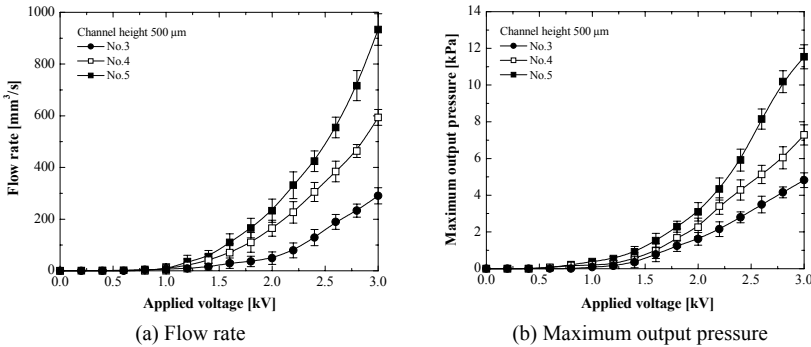 (a)
Channel height 500 μm
No.3
No.4
No.5
Flow rate [mm³/s]
1000
800
600
400
200
0
0.0 0.5 1.0 1.5 2.0 2.5 3.0
Applied voltage [kV]
(a) Flow rate
(b)
Channel height 500 μm
No.3
No.4
No.5
Maximum output pressure [kPa]
14
12
10
8
6
4
2
0
0.0 0.5 1.0 1.5 2.0 2.5 3.0
Applied voltage [kV]
(b) Maximum output pressure